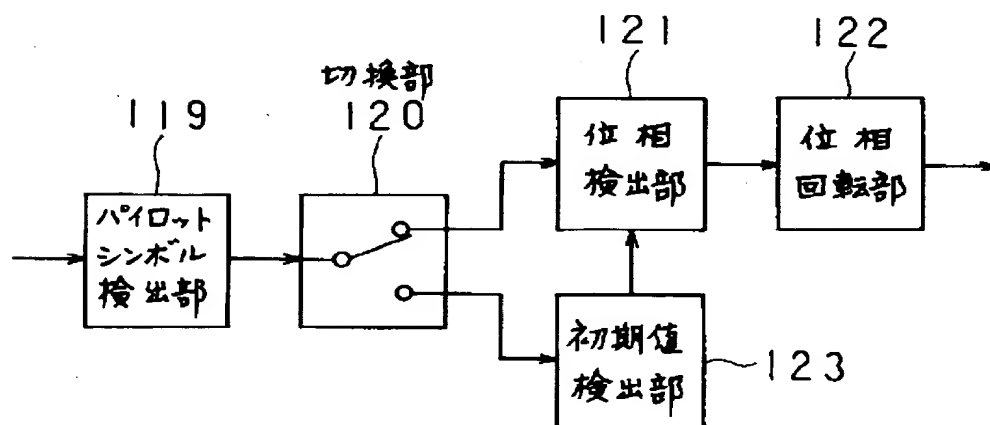 119
パイロット
シンボル
検出部
切換部
120
121
位相
検出部
122
位相
回転部
初期値
検出部
123